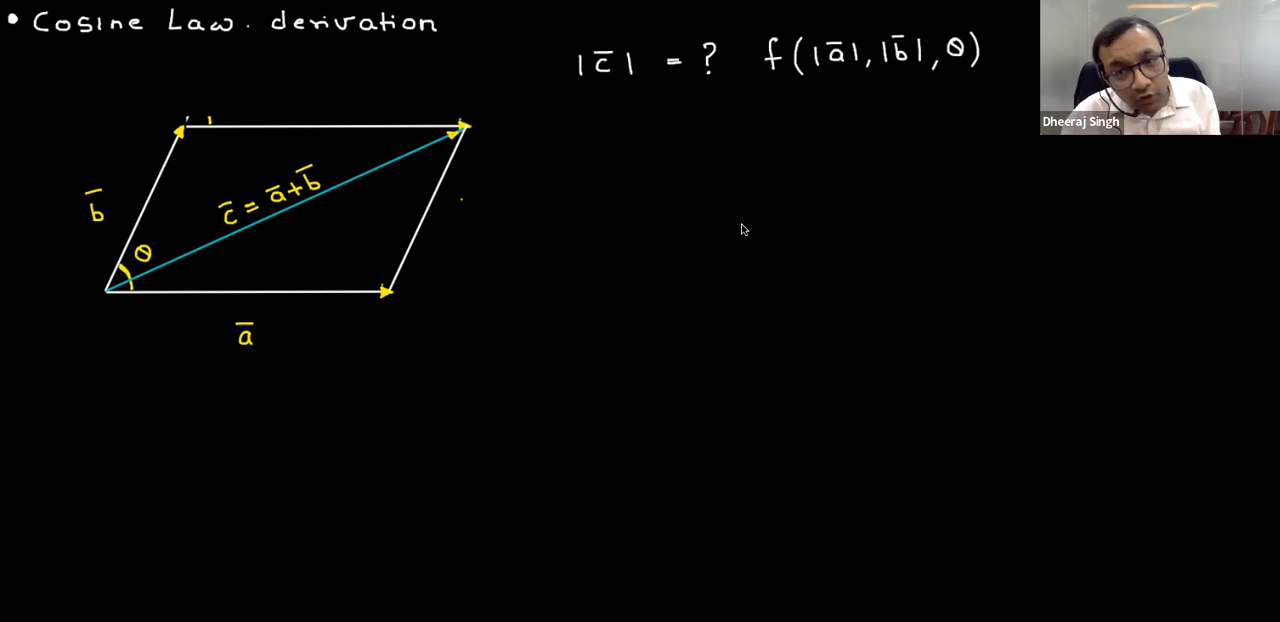 • Cosine Law. derivation
|c̅| = ? f(|a̅|, |b̅|, θ)
Dheeraj Singh
b̅
c̅ = a̅+b̅
θ
a̅